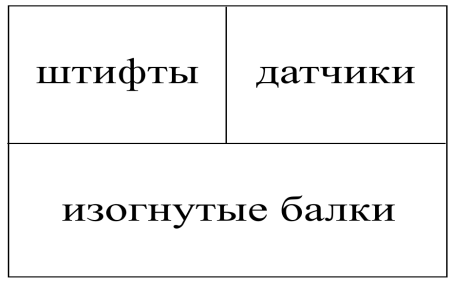 штифты датчики
изогнутые балки